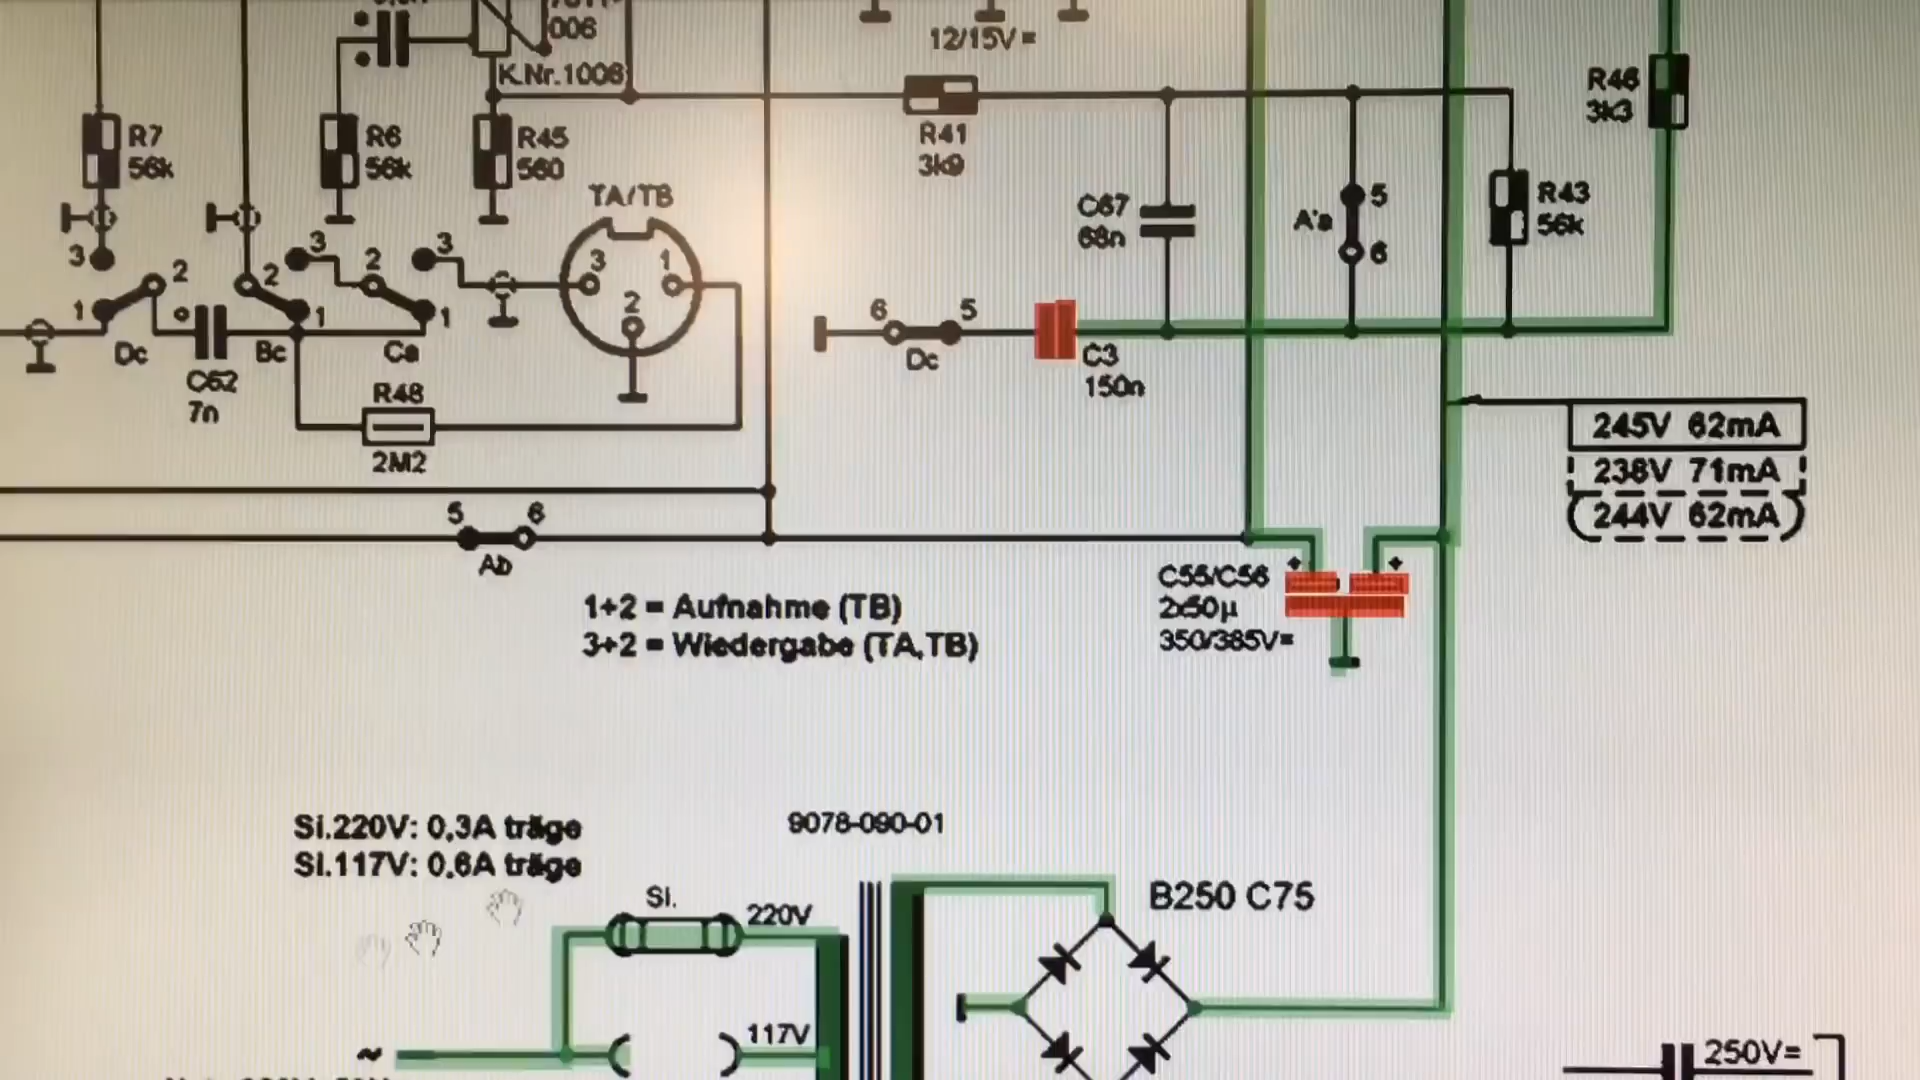 006
12/15V=
K.Nr.1006
R46
3k3
R7
56k
R6
56k
R45
560
R41
3k9
TA/TB
C67
68n
A'a
5
6
R43
56k
3
2
1
Dc
C62
7n
2
1
Bc
3
2
Ca
3
1
3
1
2
R48
2M2
6
5
Dc
C3
150n
245V 62mA
238V 71mA
244V 62mA
5
6
Ab
1+2 = Aufnahme (TB)
3+2 = Wiedergabe (TA,TB)
C55/C56
2x50µ
350/385V=
Si.220V: 0,3A träge
Si.117V: 0,6A träge
9078-090-01
Si.
220V
B250 C75
117V
~
250V=